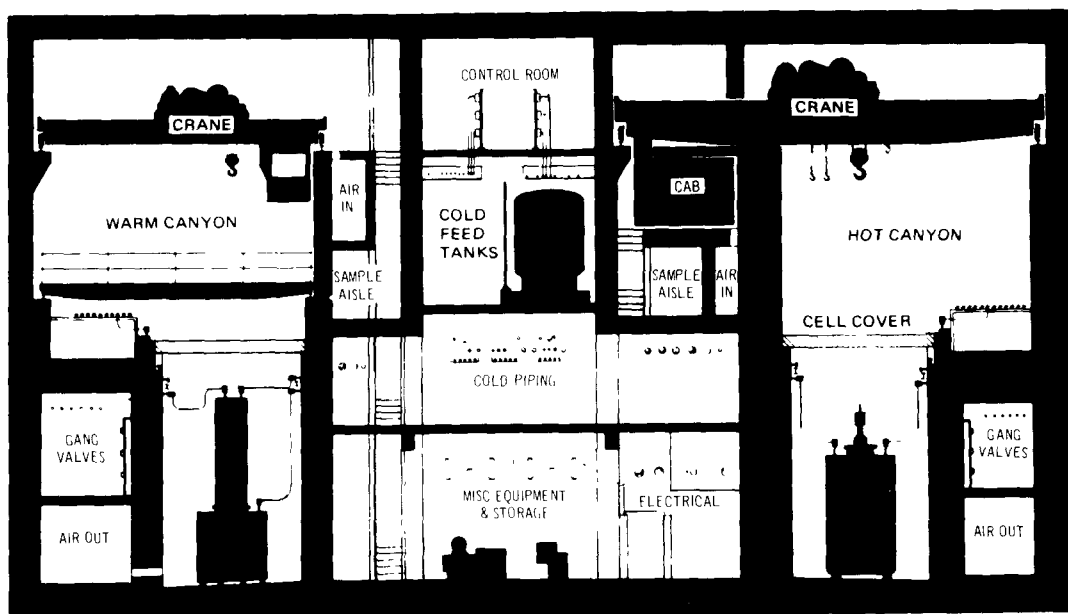 CONTROL ROOM
CRANE
CRANE
AIR
IN
CAB
WARM CANYON
COLD
FEED
TANKS
HOT CANYON
SAMPLE
AISLE
SAMPLE
AISLE
AIR
IN
CELL COVER
COLD PIPING
GANG
VALVES
GANG
VALVES
MISC EQUIPMENT
& STORAGE
ELECTRICAL
AIR OUT
AIR OUT